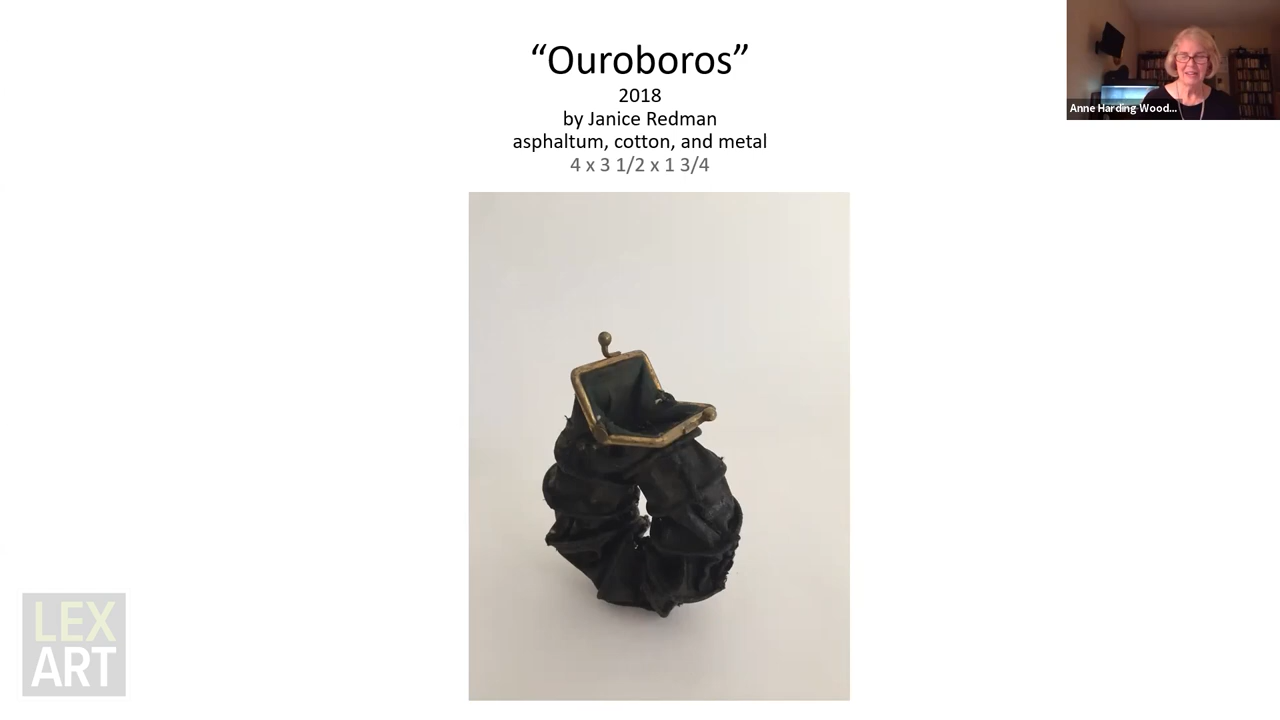 “Ouroboros”
2018
by Janice Redman
asphaltum, cotton, and metal
4 x 3 1/2 x 1 3/4
Anne Harding Wood...
LEX
ART